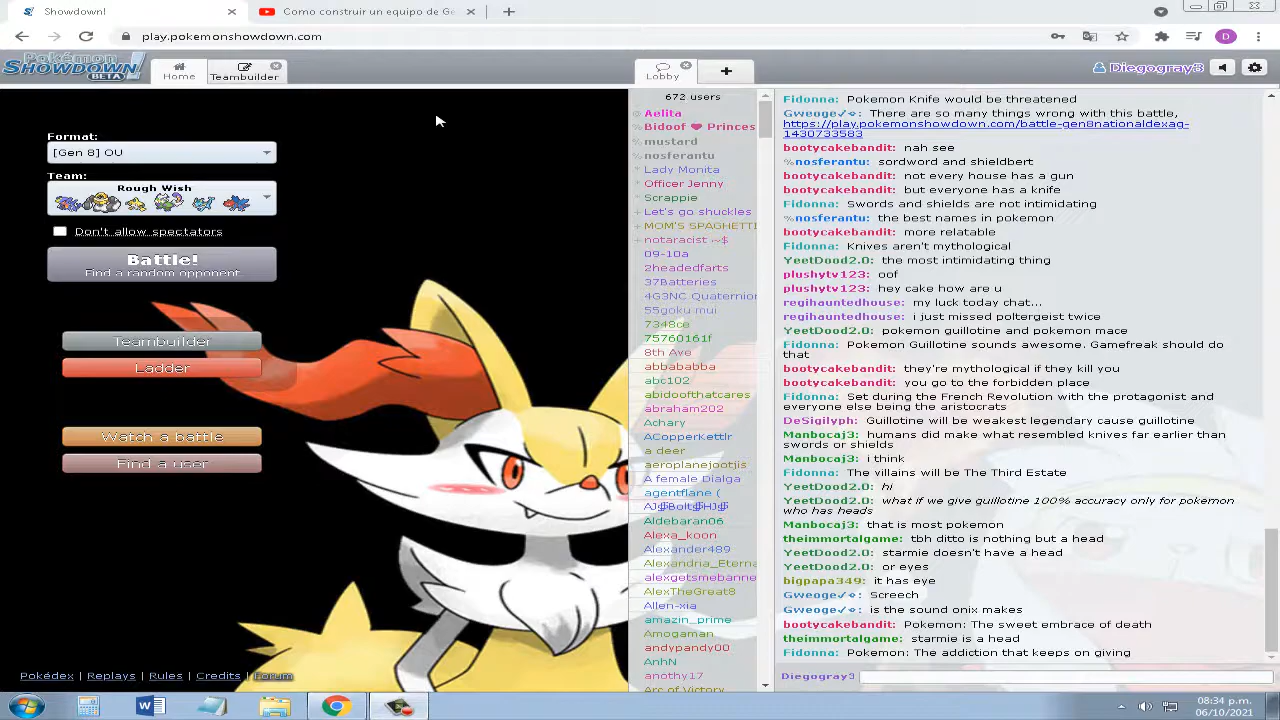 Showdown!
Como construir un equipo de Ge
play.pokemonshowdown.com
D
Pokémon
SHOWDOWN!
BETA
Home
Teambuilder
Lobby
Diegogray3
Format:
[Gen 8] OU
Team:
Rough Wish
Don't allow spectators
Battle!
Find a random opponent
Teambuilder
Ladder
Watch a battle
Find a user
Pokédex | Replays | Rules | Credits | Forum
672 users
Aelita
% Bidoof ❤ Princes
mustard
nosferantu
Lady Monita
Officer Jenny
Scrappie
Let's go shuckles
+ MOM'S SPAGHETTI
+ notaracist ~$
09-10a
2headedfarts
37Batteries
4G3NC Quaternion
55goku mui
7348ce
75760161f
8th Ave
abbababba
abc102
abidoofthatcares
abraham202
Achary
ACopperKettlr
a deer
aeroplanejootjis
A female Dialga
agentflane (
Aldebaran06
Alexa_koon
Alexander489
Alexandria_Eterna
alexgetsmebanne
AlexTheGreat8
Allen-xia
amazin_prime
Amogaman
andypandy00
AnhN
anothy17
Arc of Victory
Fidonna: Pokemon Knife would be threatened
Gweoge✓: There are so many things wrong with this battle,
https://play.pokemonshowdown.com/battle-gen8nationaldexag-
1430733583
bootycakebandit: nah see
%nosferantu: sordword and shieldbert
bootycakebandit: not every house has a gun
bootycakebandit: but everyone has a knife
Fidonna: Swords and shields are not intimidating
%nosferantu: the best names in pokemon
bootycakebandit: more relatable
Fidonna: Knives aren't mythological
YeetDood2.0: the most intimidating thing
plushytv123: oof
plushytv123: hey cake how are u
regihauntedhouse: my luck today chat...
regihauntedhouse: i just missed poltergeist twice
YeetDood2.0: pokemon guillotine and pokemon mace
Fidonna: Pokemon Guillotine sounds awesome. Gamefreak should do
that
bootycakebandit: they're mythological if they kill you
bootycakebandit: you go to the forbidden place
Fidonna: Set during the French Revolution with the protagonist and
everyone else being the aristocrats
DeSigilyph: Guillotine will be weakest legendary cause guillotine
Manbocaj3: humans did make what resembled knives far earlier than
swords or shields
Manbocaj3: i think
Fidonna: The villains will be The Third Estate
YeetDood2.0: hi
YeetDood2.0: what if we give guillotine 100% accuracy only for pokemon
who has heads
Manbocaj3: that is most pokemon
theimmortalgame: tbh ditto is nothing but a head
YeetDood2.0: starmie doesn't have a head
YeetDood2.0: or eyes
bigpapa349: it has eye
Gweoge✓: Screech
Gweoge✓: is the sound onix makes
bootycakebandit: Pokemon: The sweet embrace of death
theimmortalgame: starmie is a head
Fidonna: Pokemon: The addiction that keeps on giving
Diegogray3
08:34 p.m.
06/10/2021